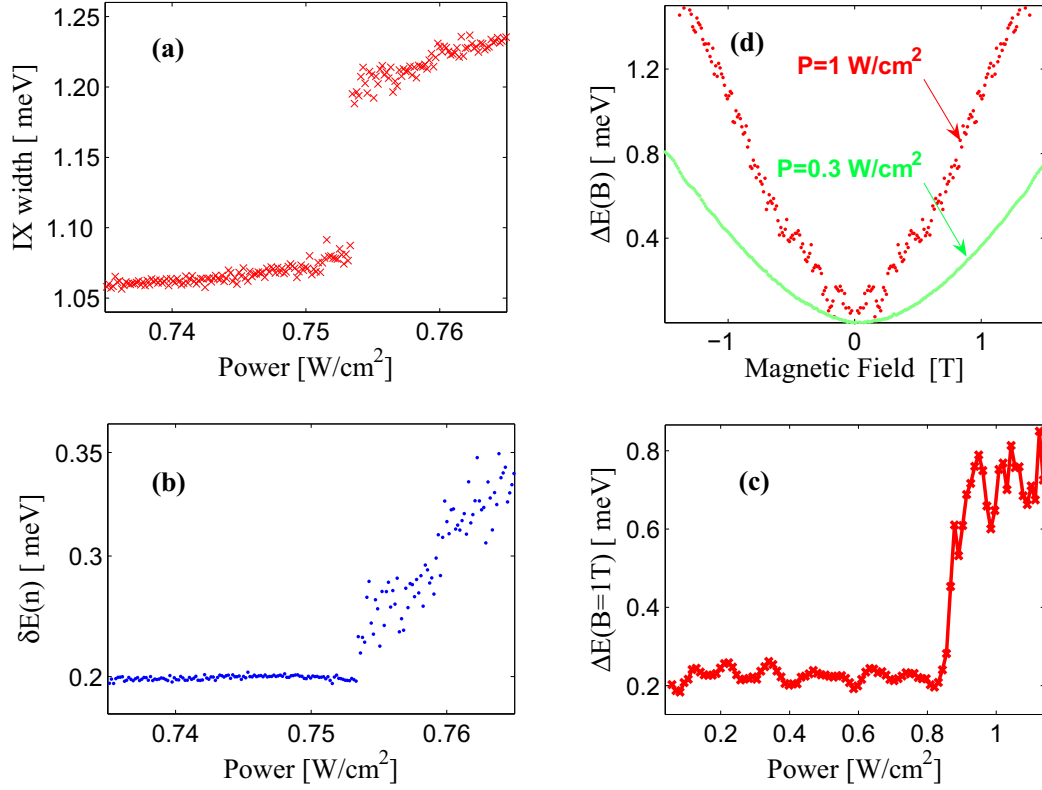 (a)
1.25
1.20
1.15
1.10
1.05
IX width [ meV]
0.74
0.75
0.76
Power [W/cm²]
(d)
P=1 W/cm²
P=0.3 W/cm²
1.2
0.8
0.4
ΔE(B) [ meV]
−1
0
1
Magnetic Field [T]
(b)
0.35
0.3
0.2
δE(n) [ meV]
0.74
0.75
0.76
Power [W/cm²]
(c)
0.8
0.6
0.4
0.2
ΔE(B=1T) [ meV]
0.2
0.4
0.6
0.8
1
Power [W/cm²]